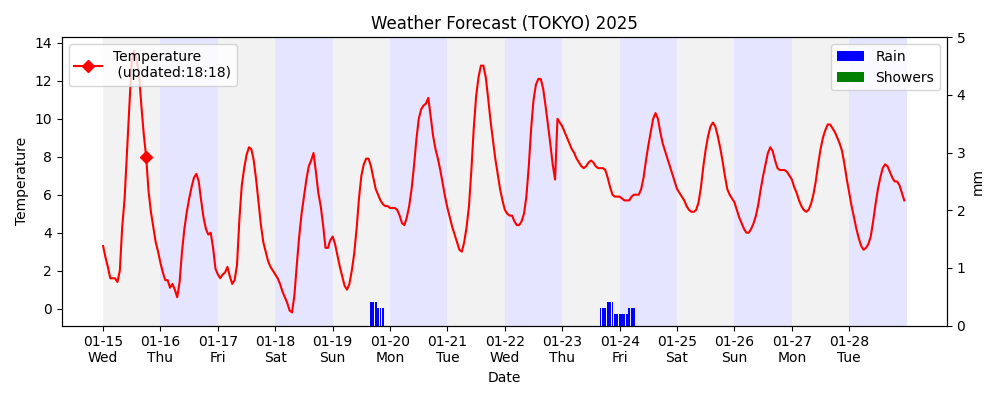 Weather Forecast (TOKYO) 2025
Temperature
(updated:18:18)
Rain
Showers
14
12
10
8
6
4
2
0
Temperature
5
4
3
2
1
0
mm
01-15 01-16 01-17 01-18 01-19 01-20 01-21 01-22 01-23 01-24 01-25 01-26 01-27 01-28
Wed Thu Fri Sat Sun Mon Tue Wed Thu Fri Sat Sun Mon Tue
Date